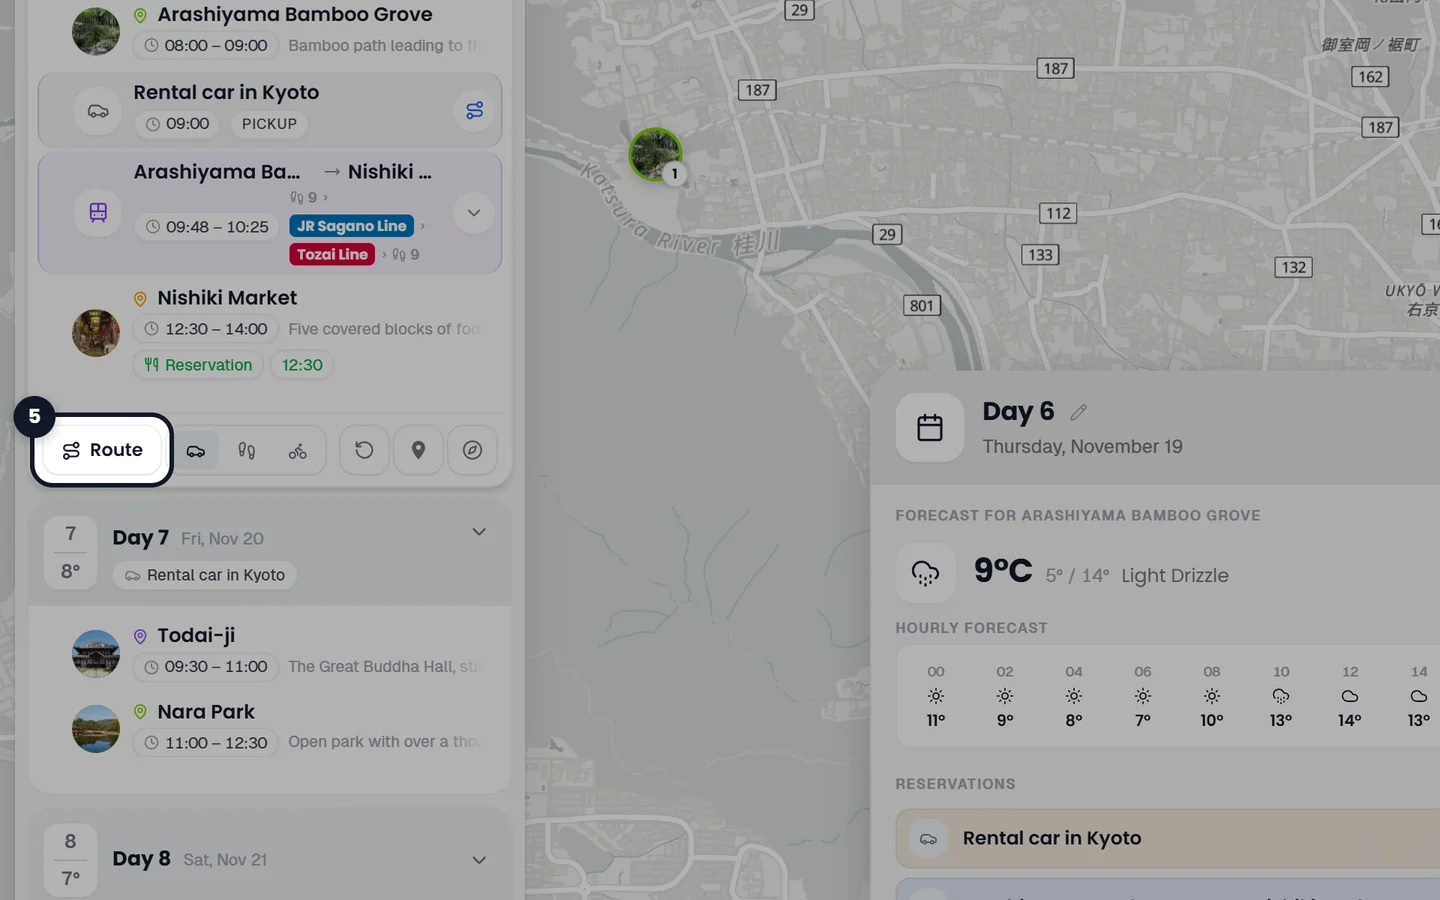 Arashiyama Bamboo Grove
08:00 – 09:00
Bamboo path leading to th
Rental car in Kyoto
09:00
PICKUP
Arashiyama Ba... → Nishiki ...
9 ›
09:48 – 10:25
JR Sagano Line ›
Tozai Line › 9
Nishiki Market
12:30 – 14:00
Five covered blocks of foo
Reservation
12:30
5
Route
7
8°
Day 7
Fri, Nov 20
Rental car in Kyoto
Todai-ji
09:30 – 11:00
The Great Buddha Hall, sti
Nara Park
11:00 – 12:30
Open park with over a tho
8
7°
Day 8
Sat, Nov 21
29
187
187
162
187
御室岡ノ裾町
1
Katsura River 桂川
112
29
133
132
801
UKYŌ W
右京
Day 6
Thursday, November 19
FORECAST FOR ARASHIYAMA BAMBOO GROVE
9°C
5° / 14°
Light Drizzle
HOURLY FORECAST
00 02 04 06 08 10 12 14
11° 9° 8° 7° 10° 13° 14° 13°
RESERVATIONS
Rental car in Kyoto